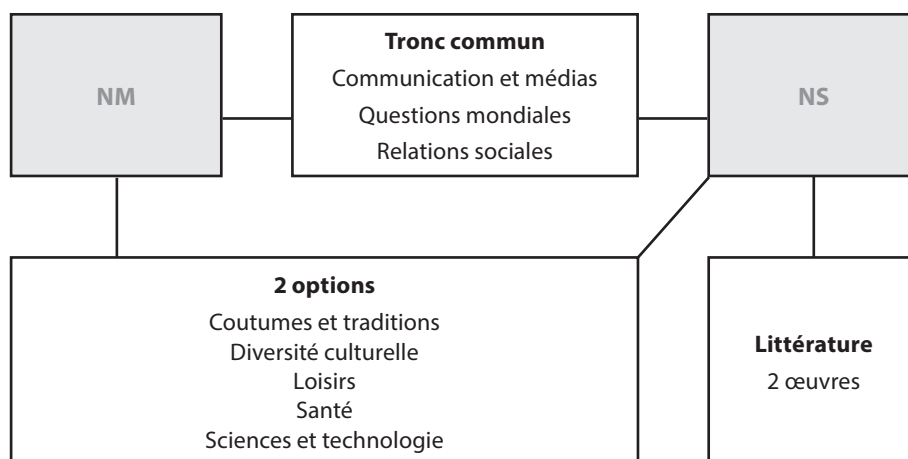 NM
Tronc commun
Communication et médias
Questions mondiales
Relations sociales
NS
2 options
Coutumes et traditions
Diversité culturelle
Loisirs
Santé
Sciences et technologie
Littérature
2 œuvres